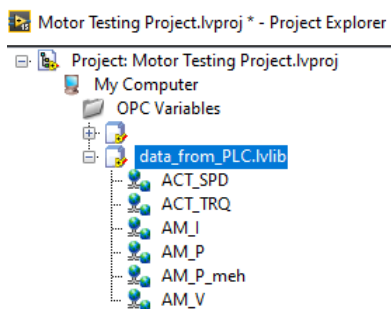 Motor Testing Project.lvproj * - Project Explorer
Project: Motor Testing Project.lvproj
My Computer
OPC Variables
data_from_PLC.lvlib
ACT_SPD
ACT_TRQ
AM_I
AM_P
AM_P_meh
AM_V